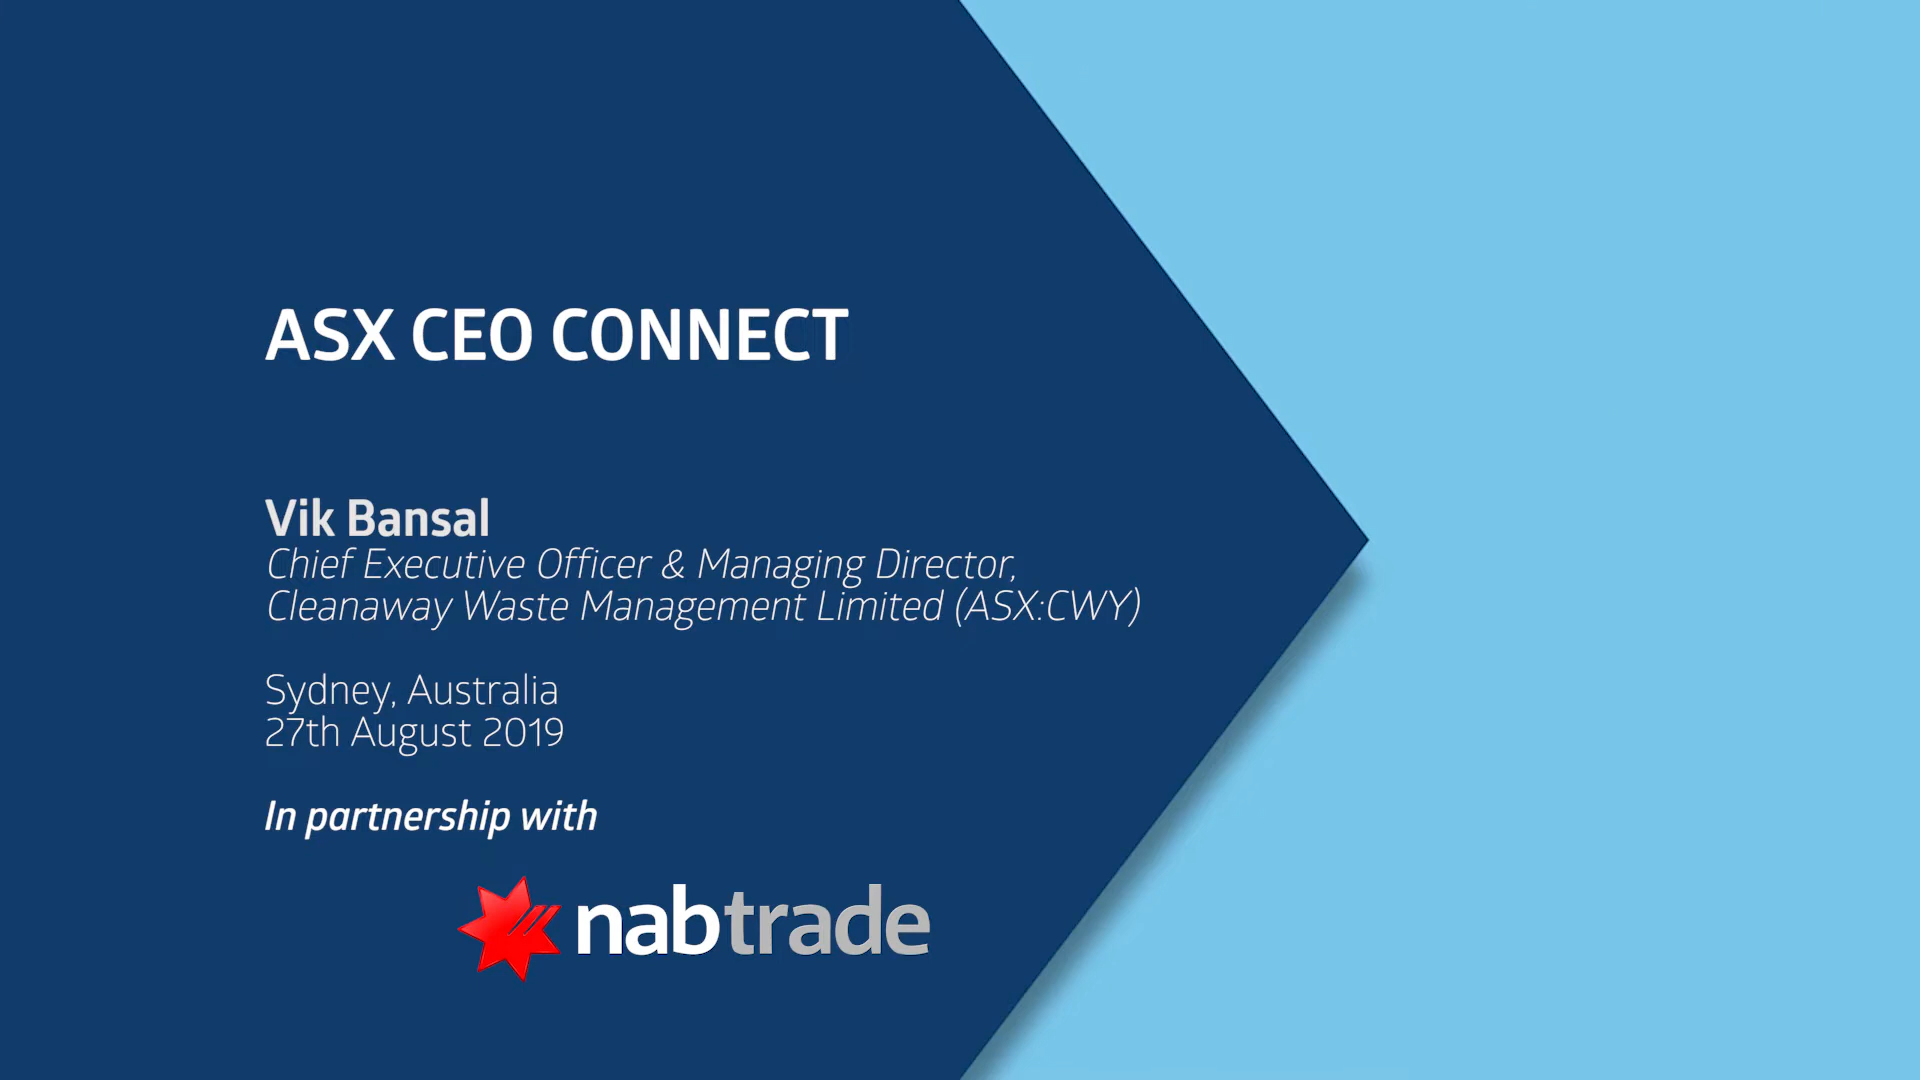 ASX CEO CONNECT
Vik Bansal
Chief Executive Officer & Managing Director,
Cleanaway Waste Management Limited (ASX:CWY)
Sydney, Australia
27th August 2019
In partnership with
nabtrade